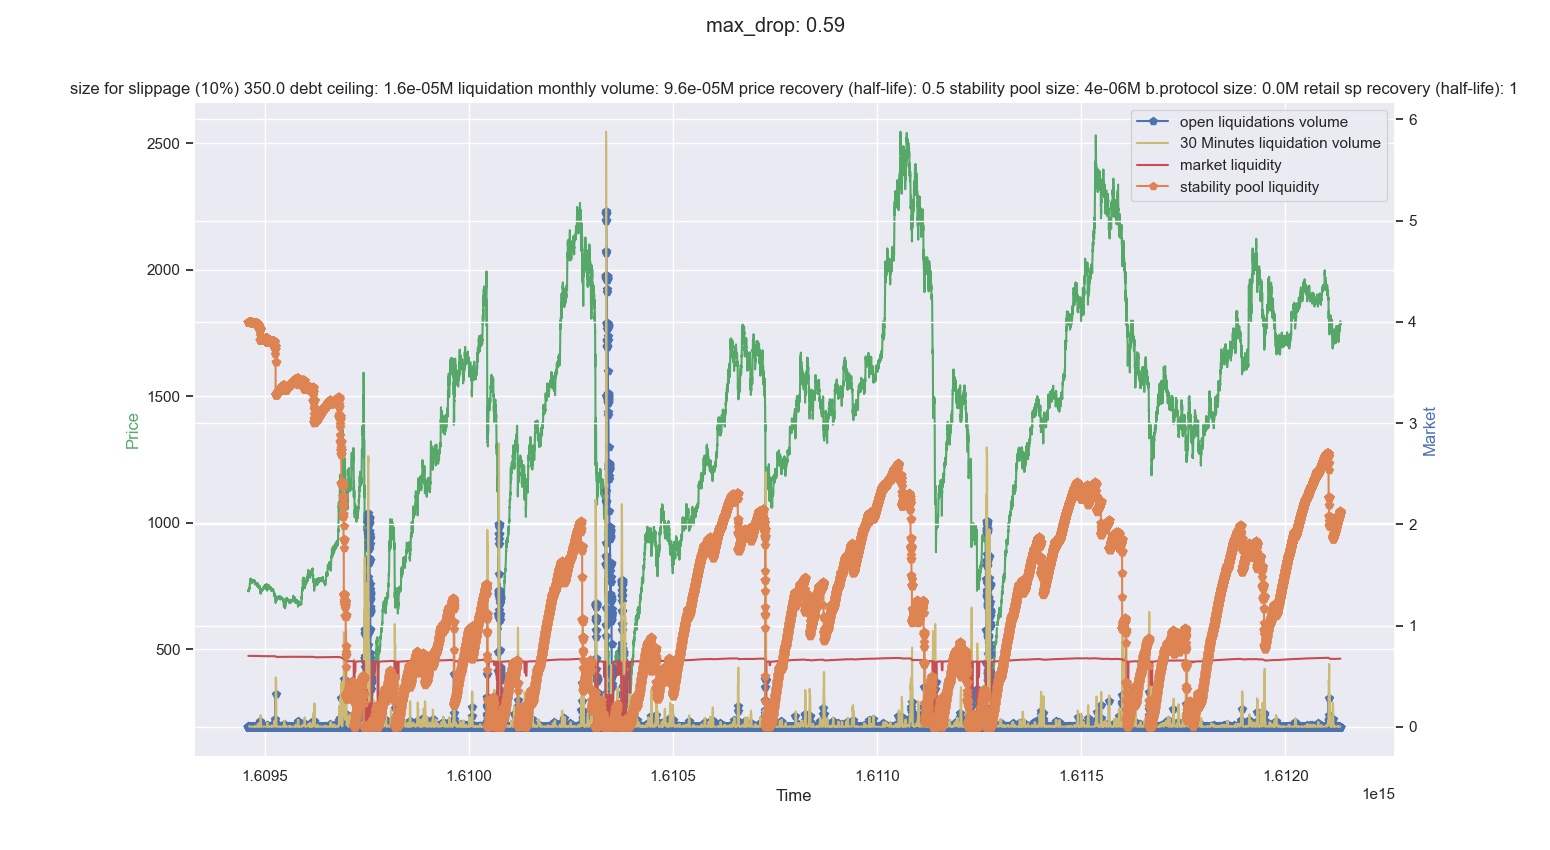 max_drop: 0.59
size for slippage (10%) 350.0 debt ceiling: 1.6e-05M liquidation monthly volume: 9.6e-05M price recovery (half-life): 0.5 stability pool size: 4e-06M b.protocol size: 0.0M retail sp recovery (half-life): 1
open liquidations volume
30 Minutes liquidation volume
market liquidity
stability pool liquidity
2500
2000
1500
1000
500
Price
6
5
4
3
2
1
0
Market
1.6095
1.6100
1.6105
1.6110
1.6115
1.6120
1e15
Time